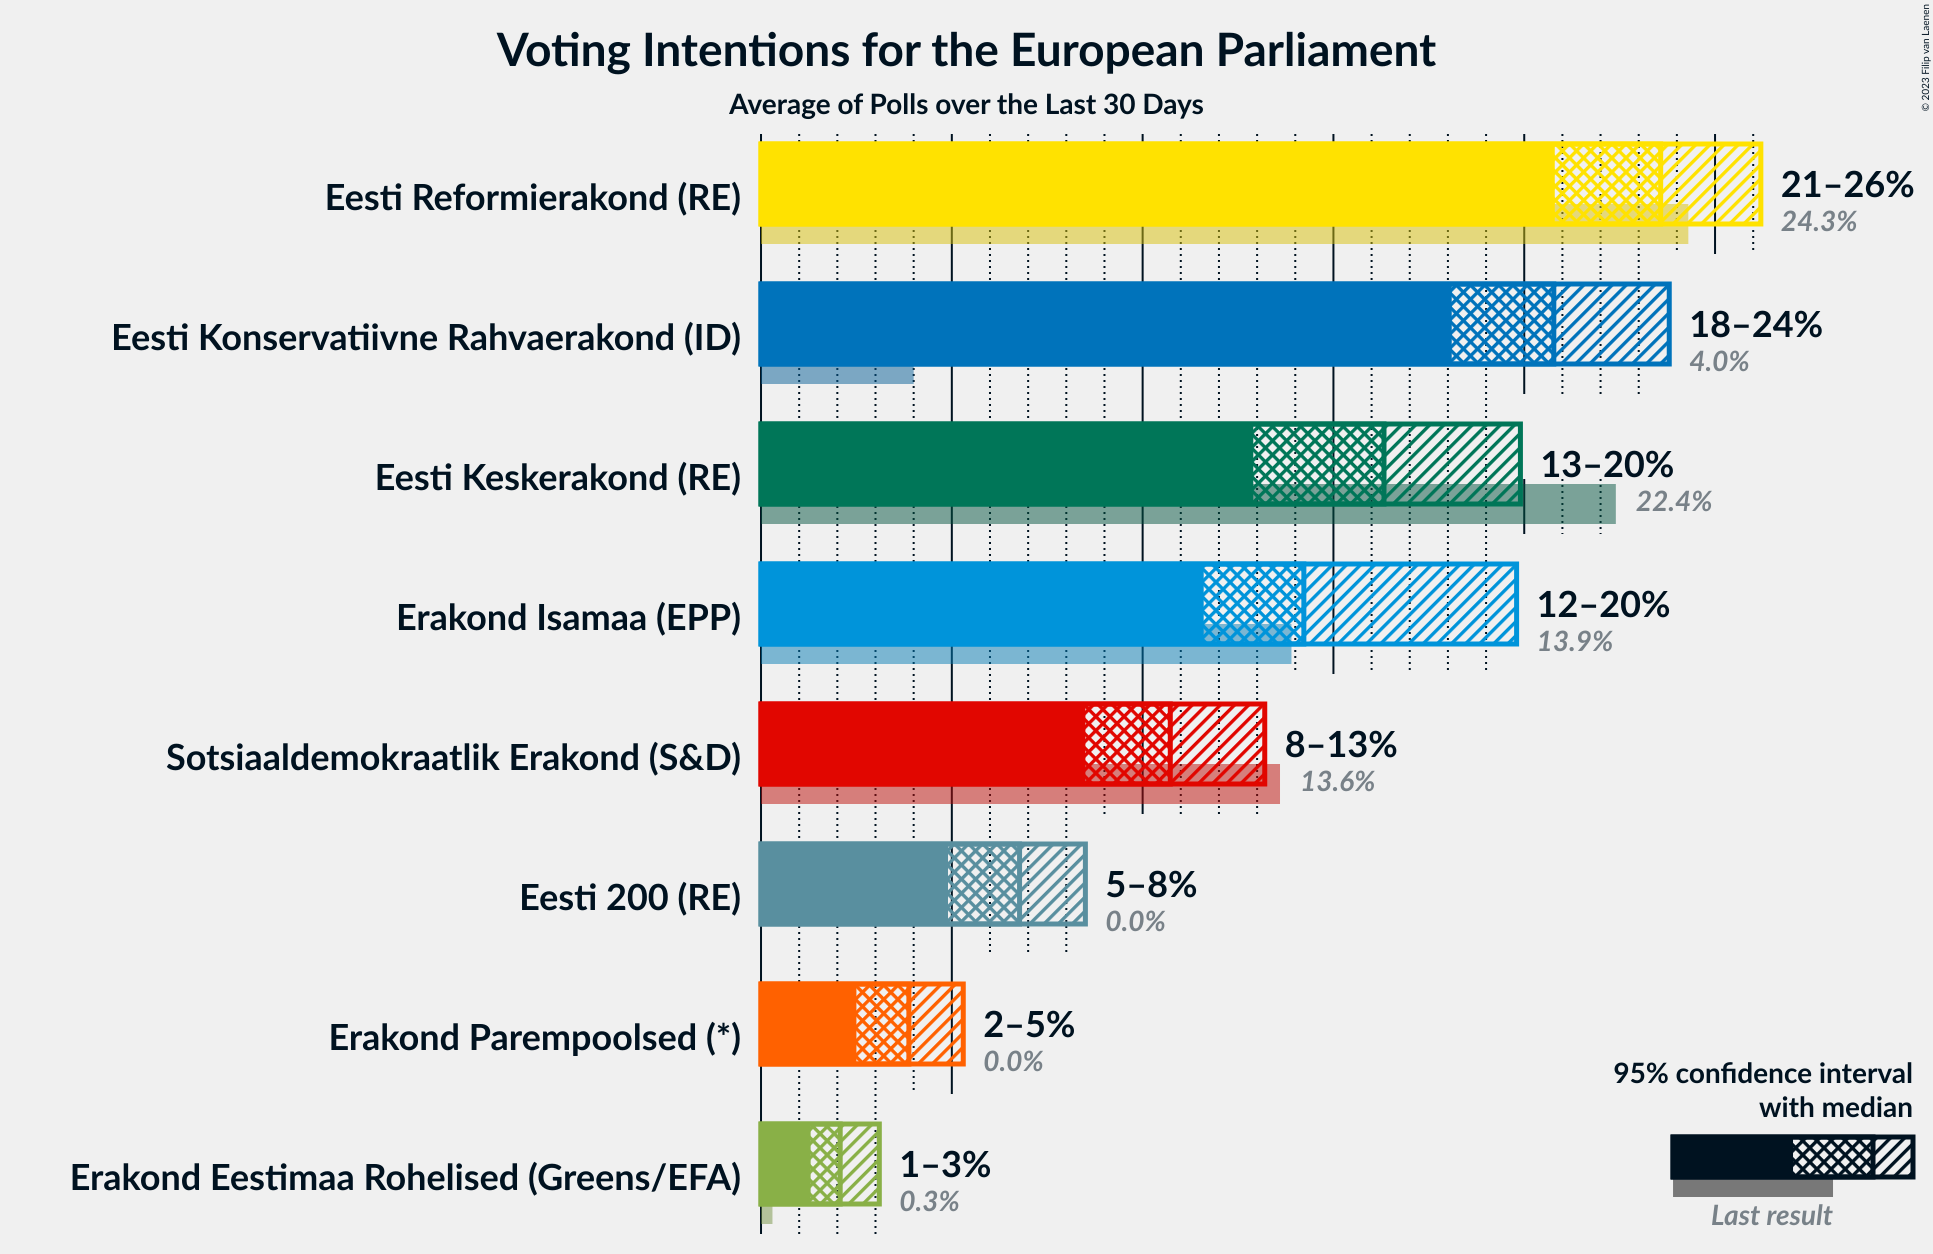 Voting Intentions for the European Parliament
Average of Polls over the Last 30 Days
© 2023 Filip van Laenen
Eesti Reformierakond (RE)
21–26%
24.3%
Eesti Konservatiivne Rahvaerakond (ID)
18–24%
4.0%
Eesti Keskerakond (RE)
13–20%
22.4%
Erakond Isamaa (EPP)
12–20%
13.9%
Sotsiaaldemokraatlik Erakond (S&D)
8–13%
13.6%
Eesti 200 (RE)
5–8%
0.0%
Erakond Parempoolsed (*)
2–5%
0.0%
Erakond Eestimaa Rohelised (Greens/EFA)
1–3%
0.3%
95% confidence interval
with median
Last result